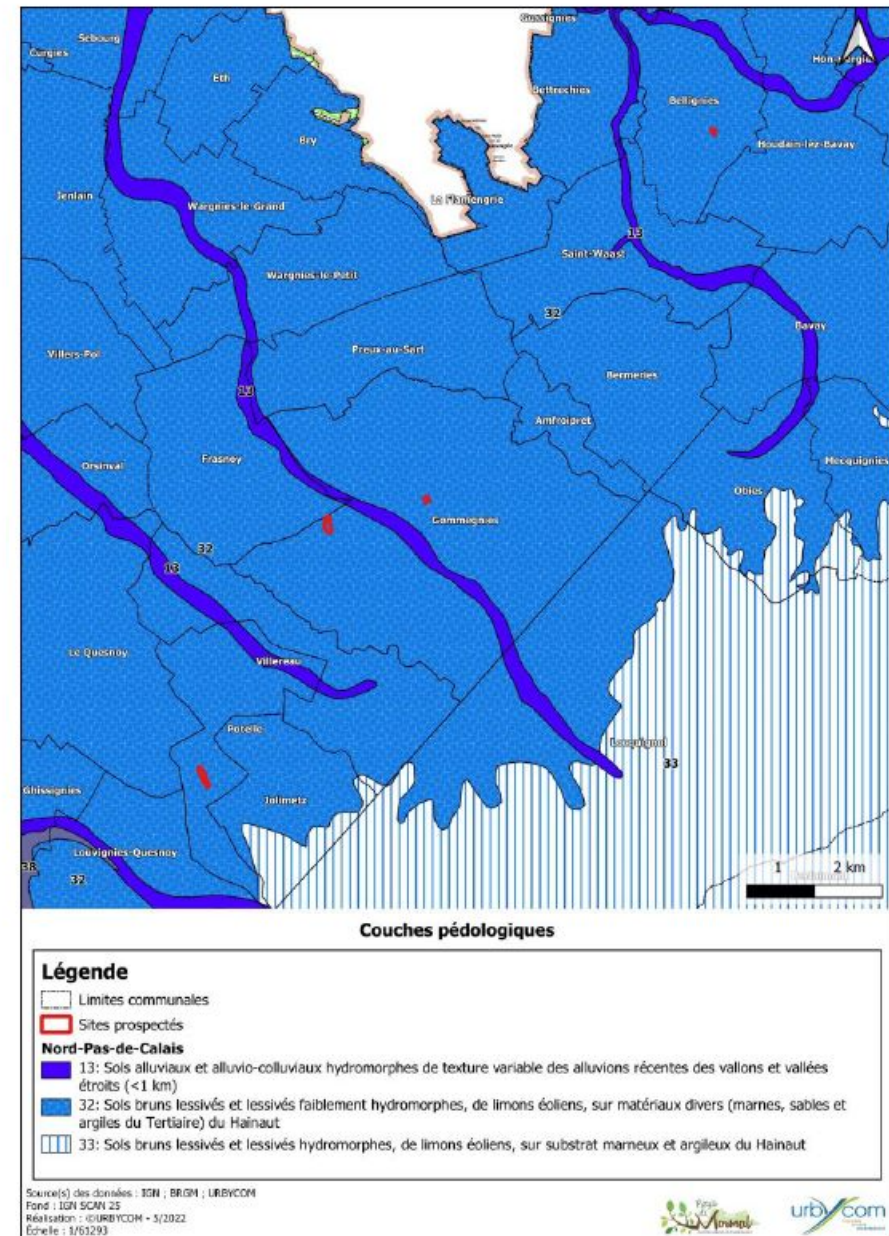 Sebourg
Gussignies
Curgies
Hon-Hergies
Eth
Bettrechies
Bellignies
Bry
Houdain-lez-Bavay
Jenlain
La Flamengrie
Wargnies-le-Grand
13
Saint-Waast
Wargnies-le-Petit
32
Bavay
Villers-Pol
Preux-au-Sart
Bermeries
13
Amfroipret
Frasnoy
Mecquignies
Orsinval
Obies
Gommegnies
32
13
Le Quesnoy
Villereau
Potelle
Locquignol
33
Ghissignies
Jolimetz
Louvignies-Quesnoy
38
32
1 2 km
Couches pédologiques
Légende
Limites communales
Sites prospectés
Nord-Pas-de-Calais
13: Sols alluviaux et alluvio-colluviaux hydromorphes de texture variable des alluvions récentes des vallons et vallées
étroits (<1 km)
32: Sols bruns lessivés et lessivés faiblement hydromorphes, de limons éoliens, sur matériaux divers (marnes, sables et
argiles du Tertiaire) du Hainaut
33: Sols bruns lessivés et lessivés hydromorphes, de limons éoliens, sur substrat marneux et argileux du Hainaut
Source(s) des données : IGN ; BRGM ; URBYCOM
Fond : IGN SCAN 25
Réalisation : ©URBYCOM - 5/2022
Échelle : 1/61293
Pays de Mormal
urbycom